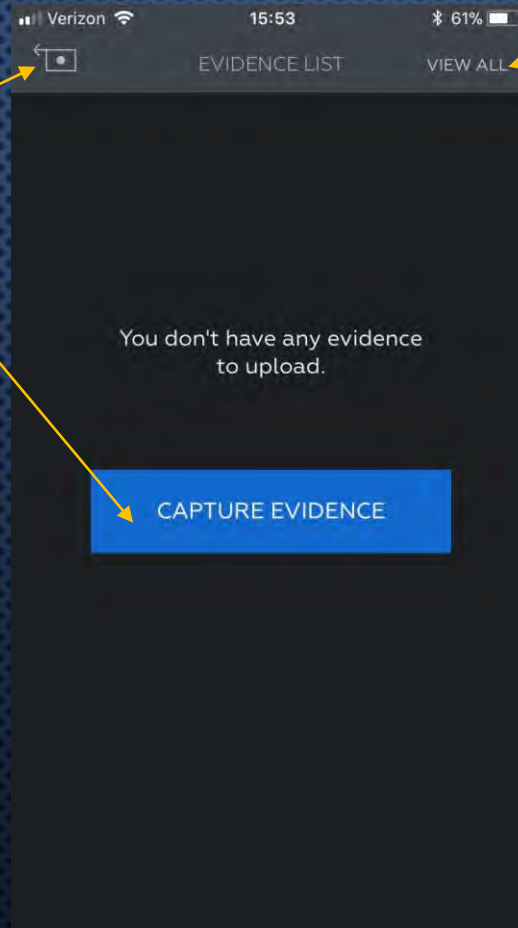 Verizon 15:53 61%
EVIDENCE LIST VIEW ALL
You don't have any evidence
to upload.
CAPTURE EVIDENCE